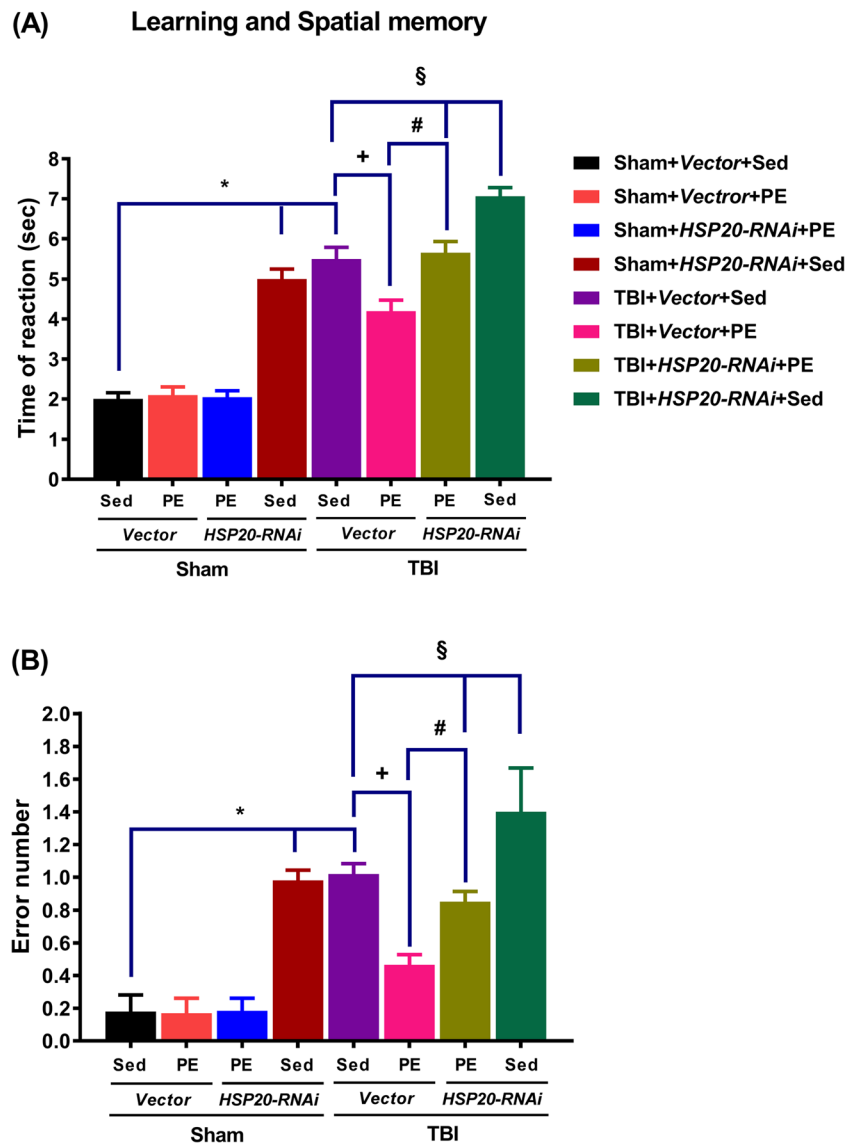 (A) Learning and Spatial memory
§
#
+
*
Time of reaction (sec)
8
7
6
5
4
3
2
1
0
Sed PE PE Sed Sed PE PE Sed
Vector HSP20-RNAi Vector HSP20-RNAi
Sham TBI
Sham+Vector+Sed
Sham+Vectror+PE
Sham+HSP20-RNAi+PE
Sham+HSP20-RNAi+Sed
TBI+Vector+Sed
TBI+Vector+PE
TBI+HSP20-RNAi+PE
TBI+HSP20-RNAi+Sed
(B)
§
#
+
*
Error number
2.0
1.8
1.6
1.4
1.2
1.0
0.8
0.6
0.4
0.2
0.0
Sed PE PE Sed Sed PE PE Sed
Vector HSP20-RNAi Vector HSP20-RNAi
Sham TBI